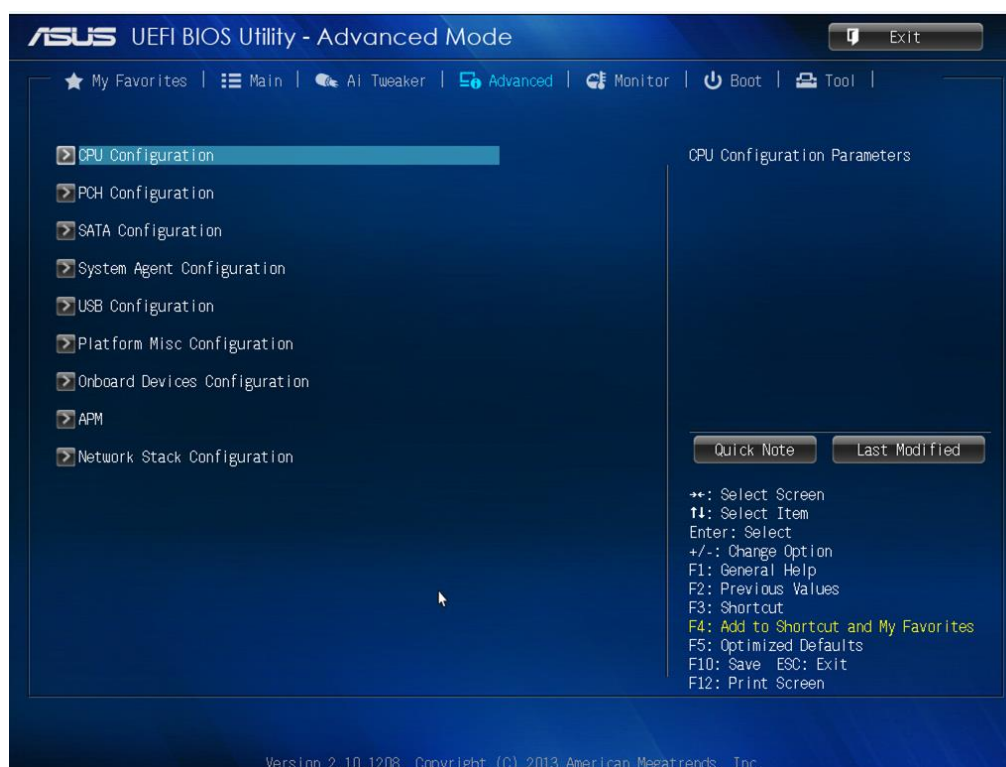 ASUS UEFI BIOS Utility - Advanced Mode
Exit
My Favorites | Main | Ai Tweaker | Advanced | Monitor | Boot | Tool |
CPU Configuration
PCH Configuration
SATA Configuration
System Agent Configuration
USB Configuration
Platform Misc Configuration
Onboard Devices Configuration
APM
Network Stack Configuration
CPU Configuration Parameters
Quick Note
Last Modified
→←: Select Screen
↑↓: Select Item
Enter: Select
+/-: Change Option
F1: General Help
F2: Previous Values
F3: Shortcut
F4: Add to Shortcut and My Favorites
F5: Optimized Defaults
F10: Save ESC: Exit
F12: Print Screen
Version 2.10.1208. Copyright (C) 2013 American Megatrends, Inc.